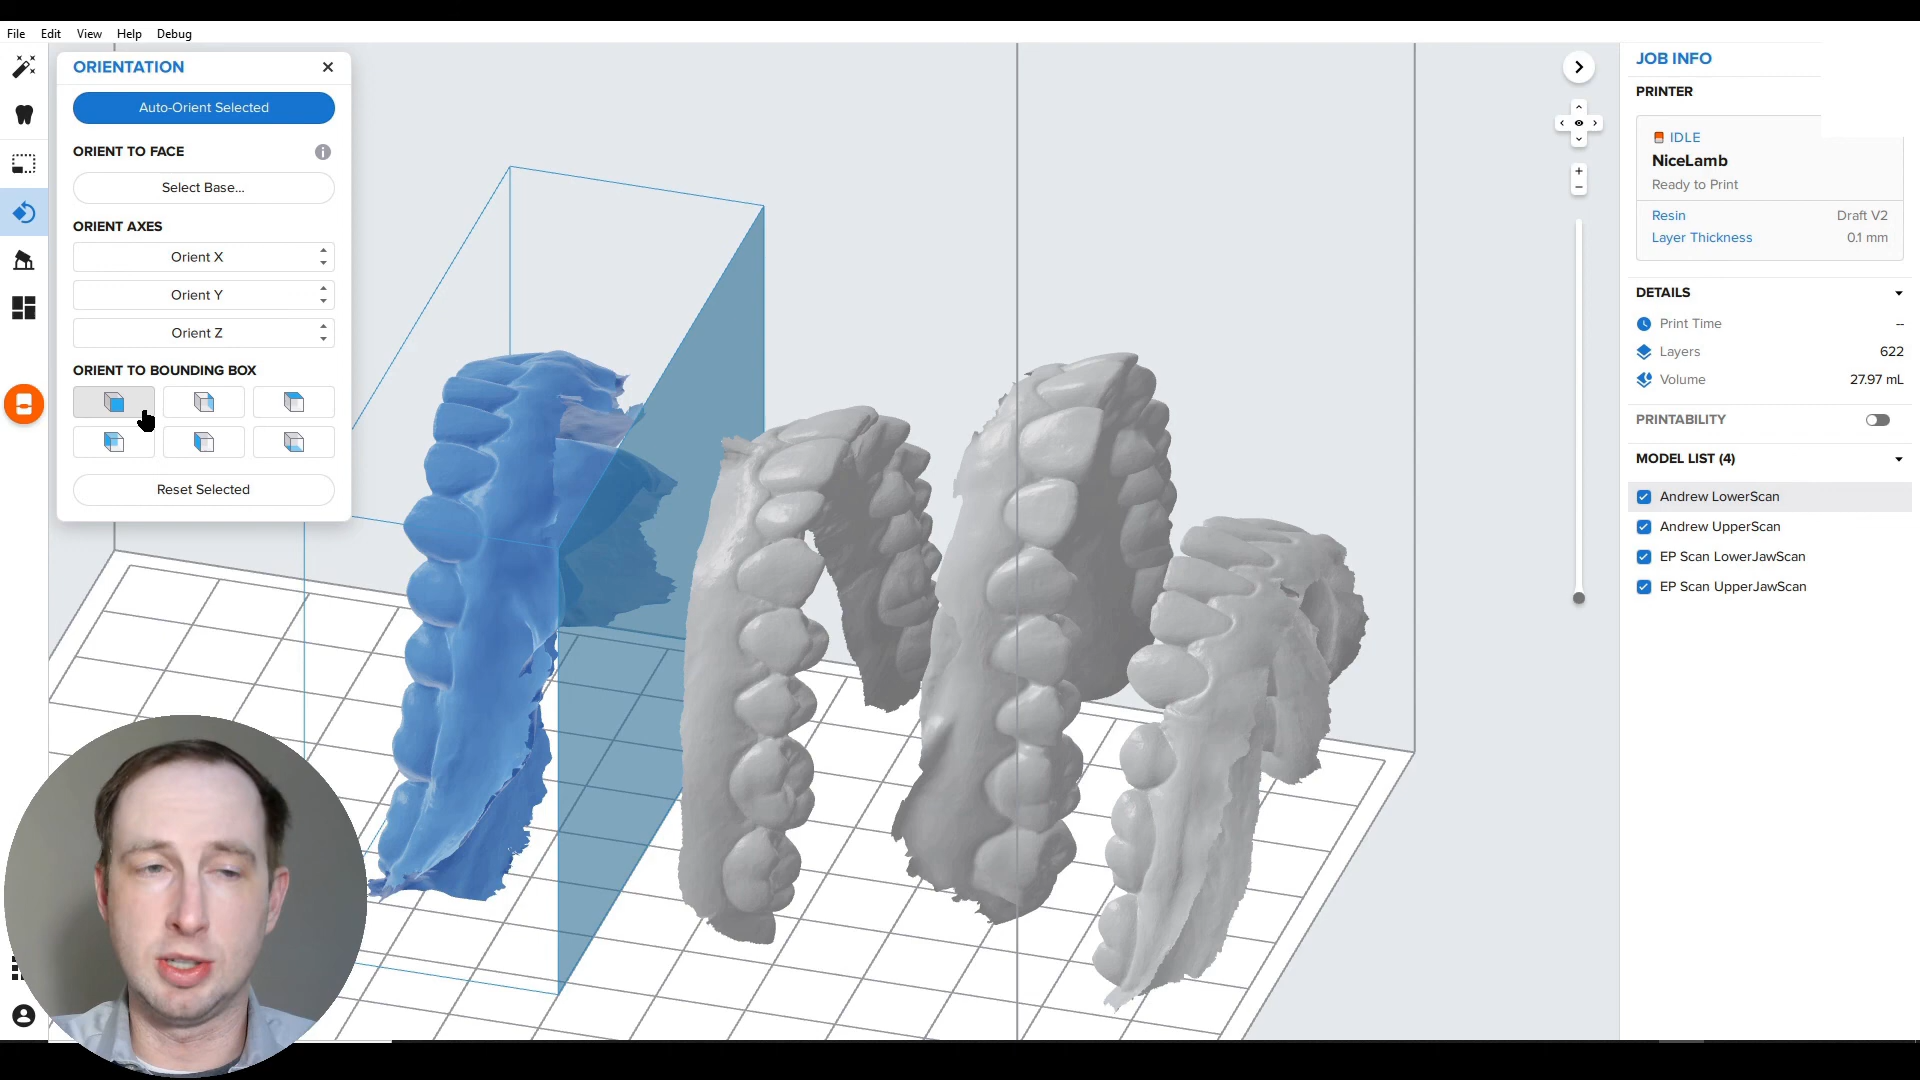 File Edit View Help Debug
ORIENTATION
Auto-Orient Selected
ORIENT TO FACE
Select Base...
ORIENT AXES
Orient X
Orient Y
Orient Z
ORIENT TO BOUNDING BOX
Reset Selected
JOB INFO
PRINTER
IDLE
NiceLamb
Ready to Print
Resin Draft V2
Layer Thickness 0.1 mm
DETAILS
Print Time --
Layers 622
Volume 27.97 mL
PRINTABILITY
MODEL LIST (4)
Andrew LowerScan
Andrew UpperScan
EP Scan LowerJawScan
EP Scan UpperJawScan